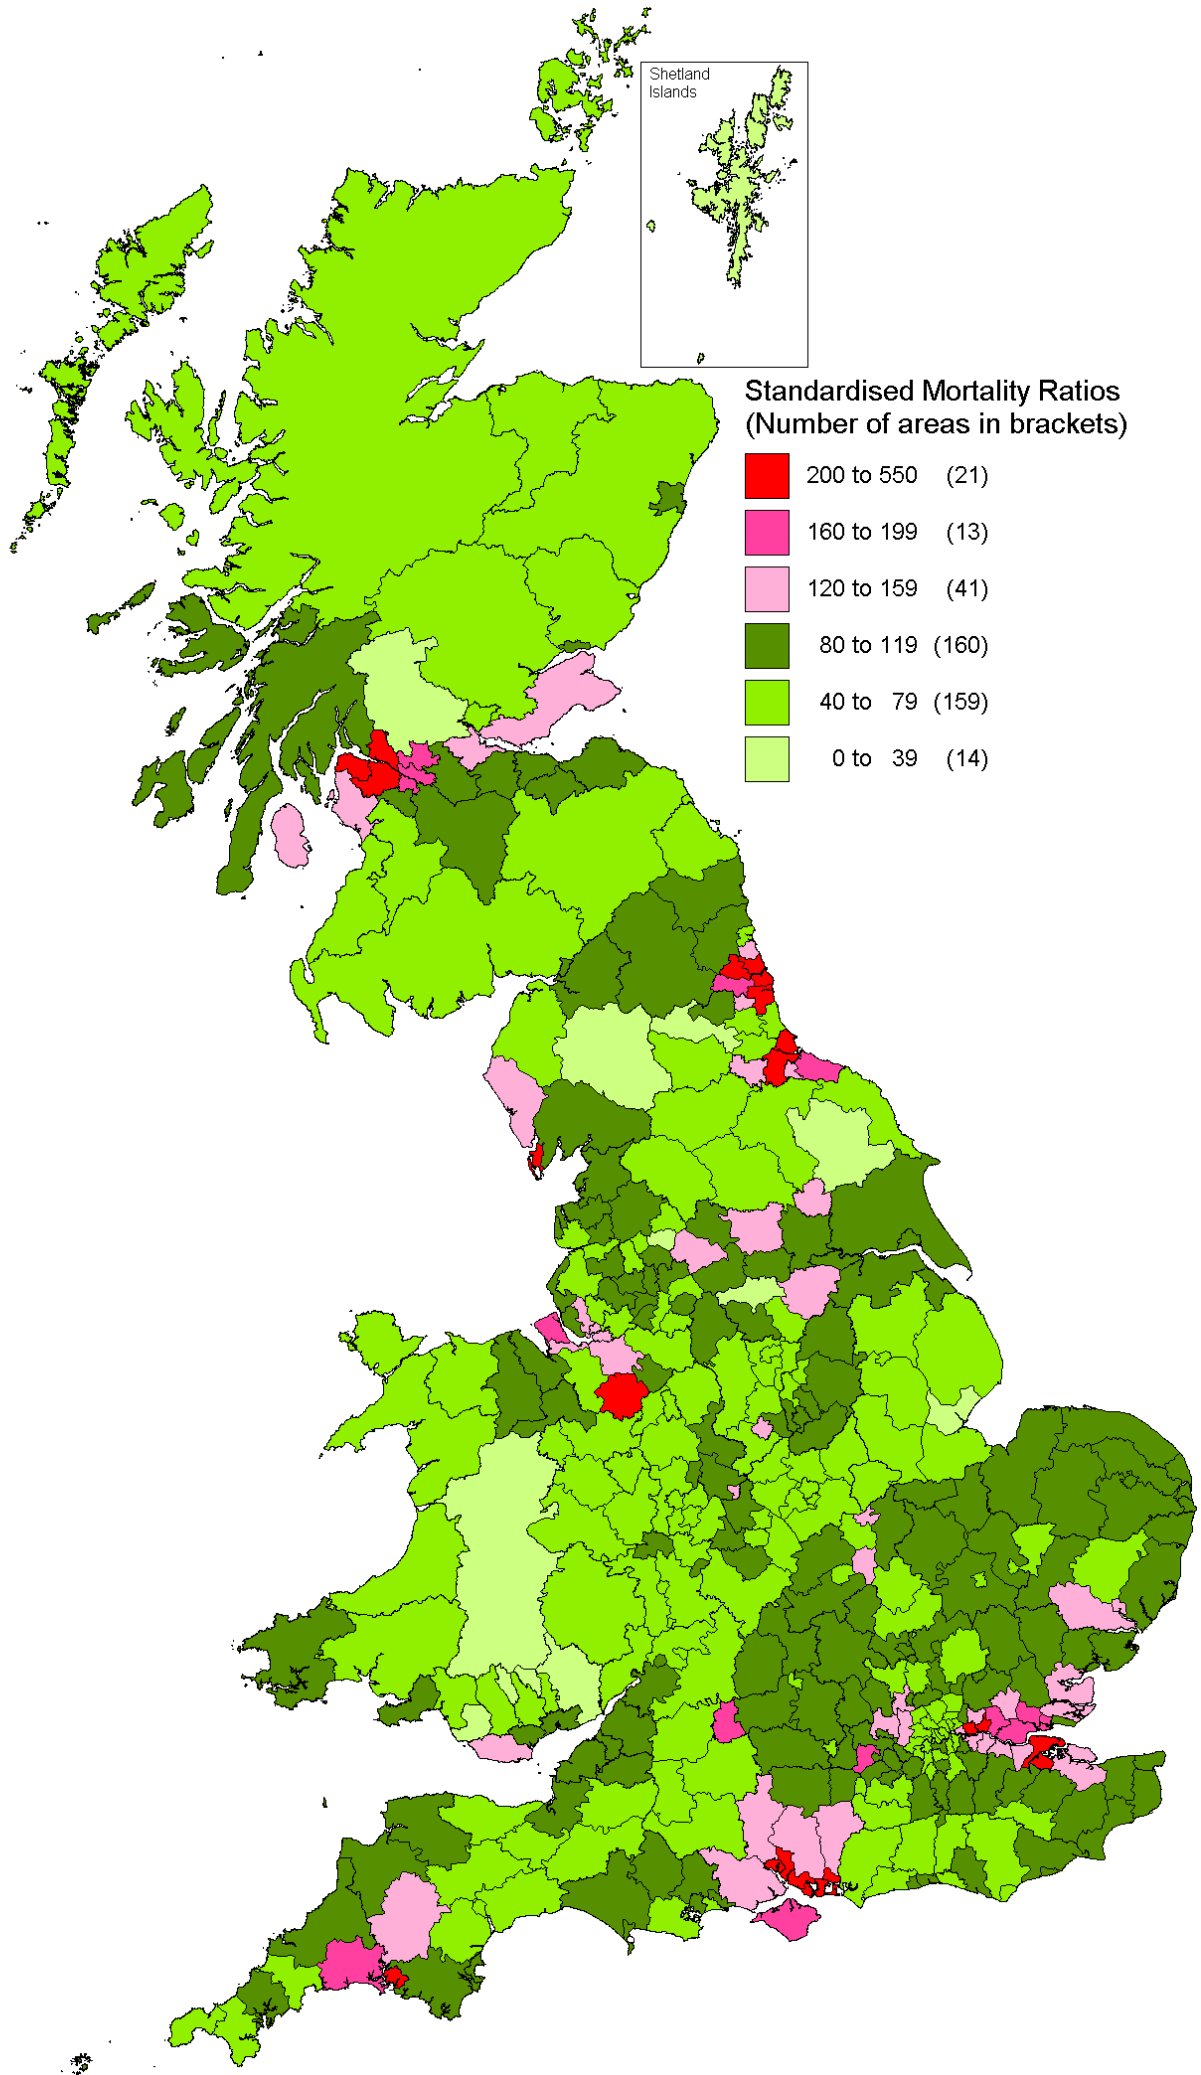 Shetland
Islands
Standardised Mortality Ratios
(Number of areas in brackets)
200 to 550 (21)
160 to 199 (13)
120 to 159 (41)
80 to 119 (160)
40 to 79 (159)
0 to 39 (14)